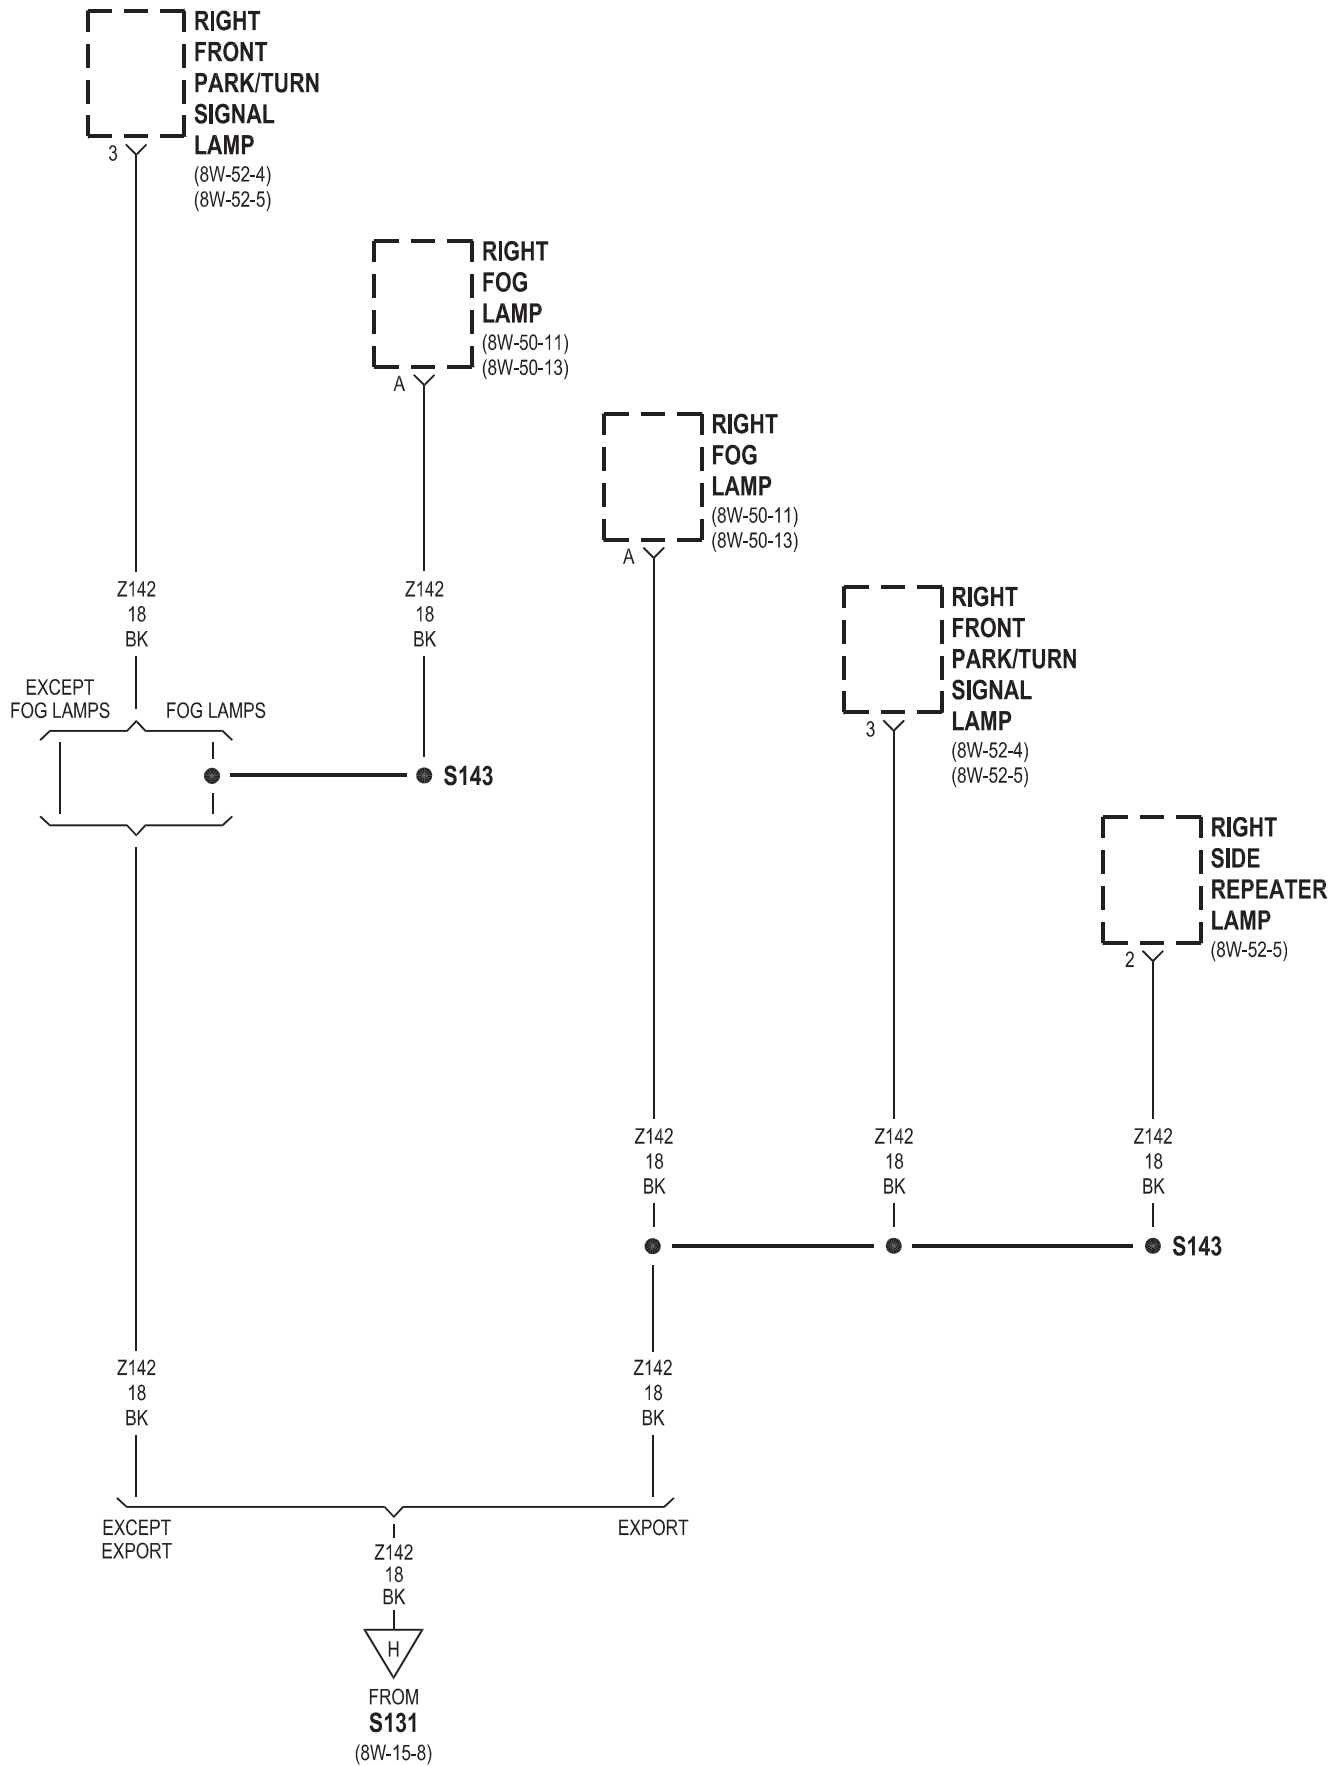 RIGHT
FRONT
PARK/TURN
SIGNAL
LAMP
(8W-52-4)
(8W-52-5)
3
RIGHT
FOG
LAMP
(8W-50-11)
(8W-50-13)
A
RIGHT
FOG
LAMP
(8W-50-11)
(8W-50-13)
A
RIGHT
FRONT
PARK/TURN
SIGNAL
LAMP
(8W-52-4)
(8W-52-5)
3
RIGHT
SIDE
REPEATER
LAMP
(8W-52-5)
2
Z142
18
BK
Z142
18
BK
EXCEPT
FOG LAMPS
FOG LAMPS
S143
Z142
18
BK
Z142
18
BK
Z142
18
BK
S143
Z142
18
BK
Z142
18
BK
EXCEPT
EXPORT
EXPORT
Z142
18
BK
H
FROM
S131
(8W-15-8)